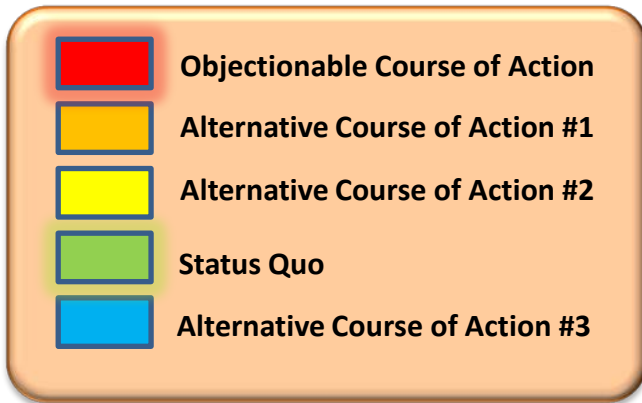 Objectionable Course of Action
Alternative Course of Action #1
Alternative Course of Action #2
Status Quo
Alternative Course of Action #3